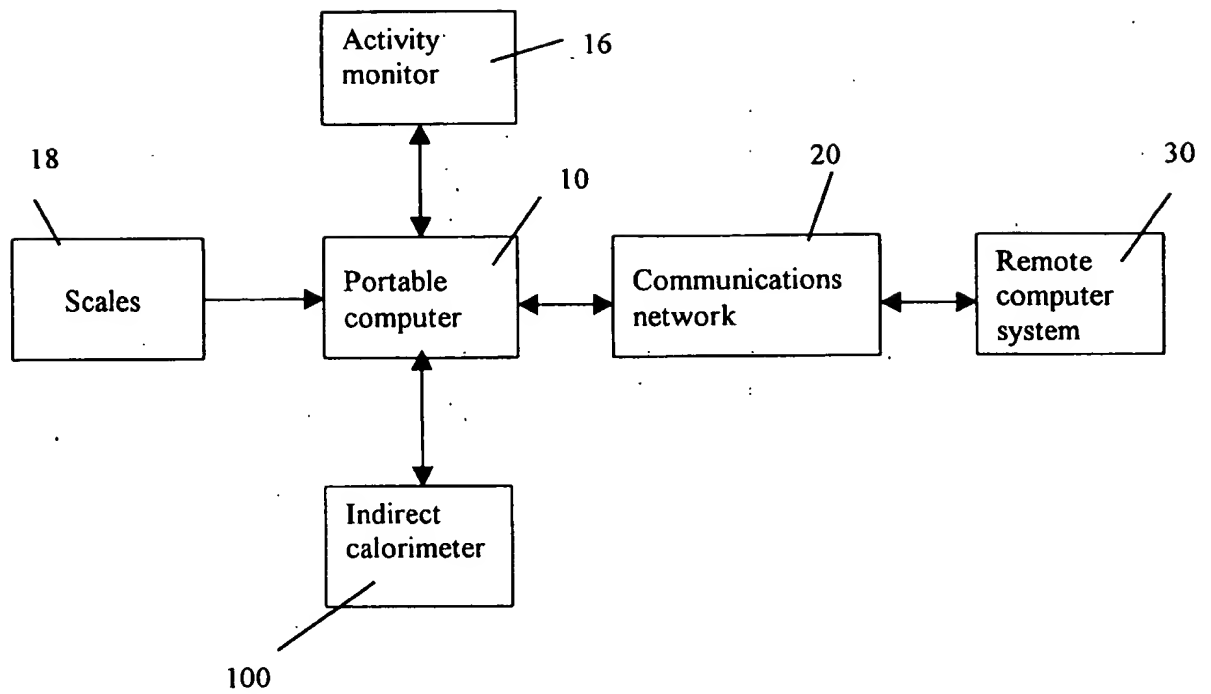 Activity
monitor
16
18
10
20
30
Scales
Portable
computer
Communications
network
Remote
computer
system
Indirect
calorimeter
100